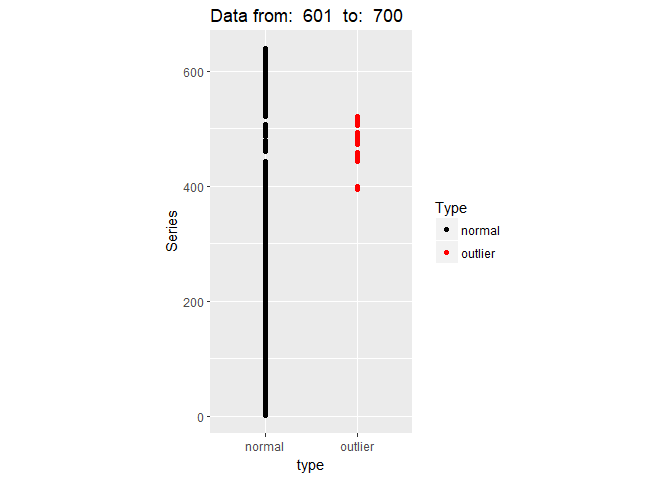 Data from:  601  to:  700
600
400
200
0
Series
normal
outlier
type
Type
normal
outlier